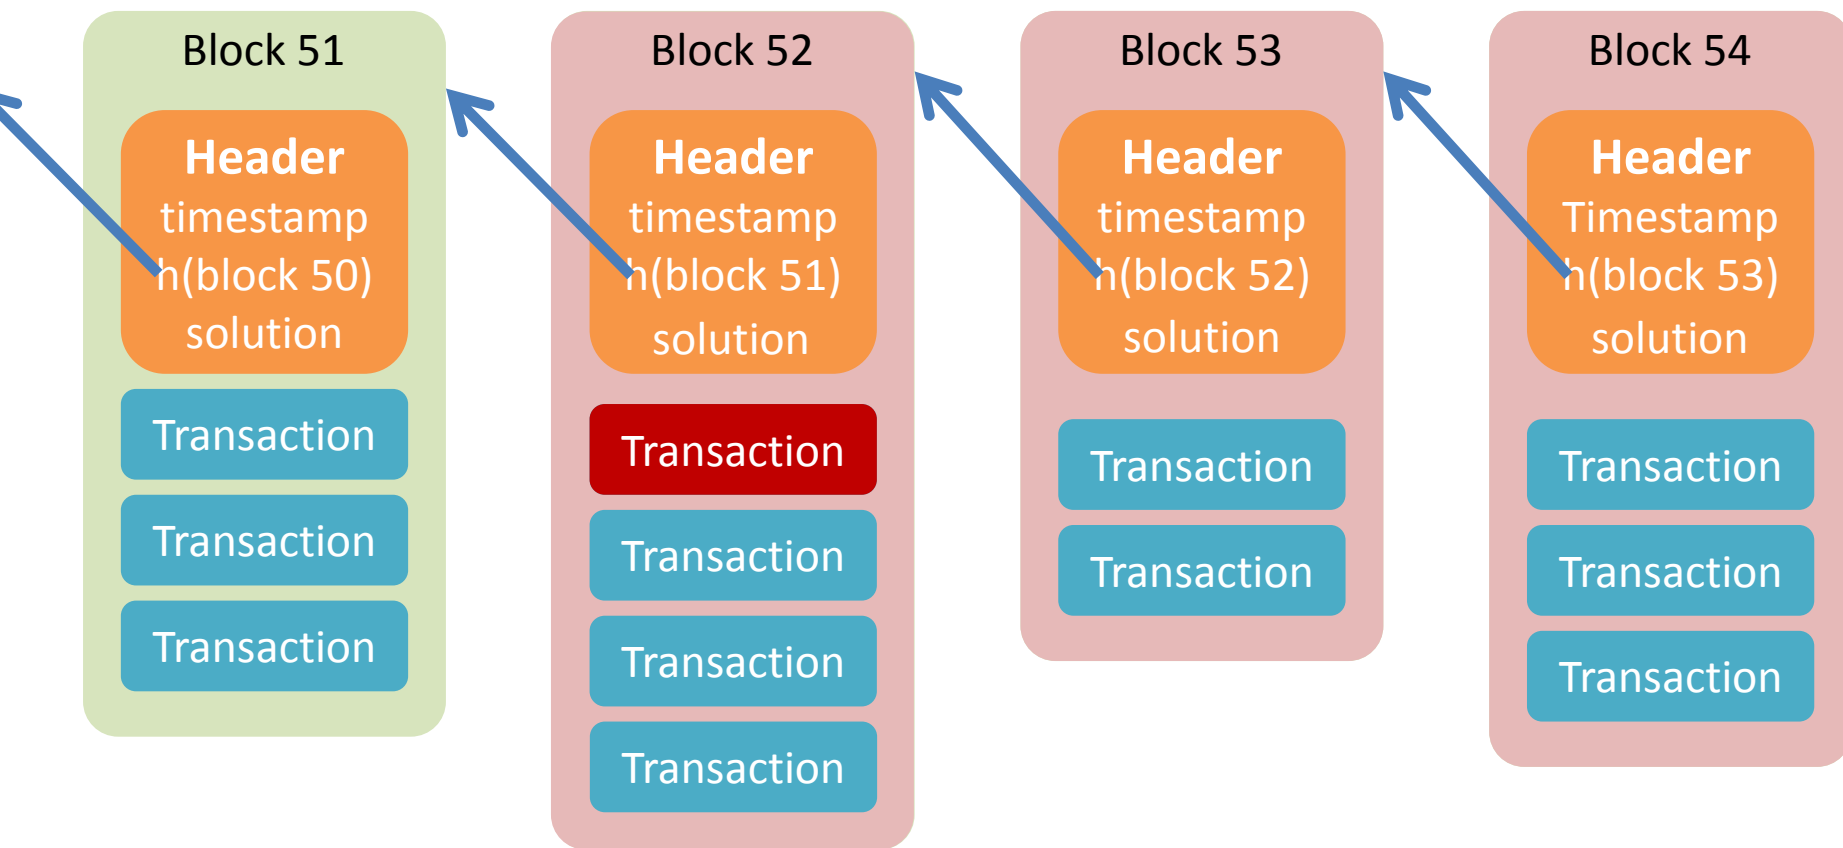 Block 51
Header
timestamp
h(block 50)
solution
Transaction
Transaction
Transaction
Block 52
Header
timestamp
h(block 51)
solution
Transaction
Transaction
Transaction
Transaction
Block 53
Header
timestamp
h(block 52)
solution
Transaction
Transaction
Block 54
Header
Timestamp
h(block 53)
solution
Transaction
Transaction
Transaction